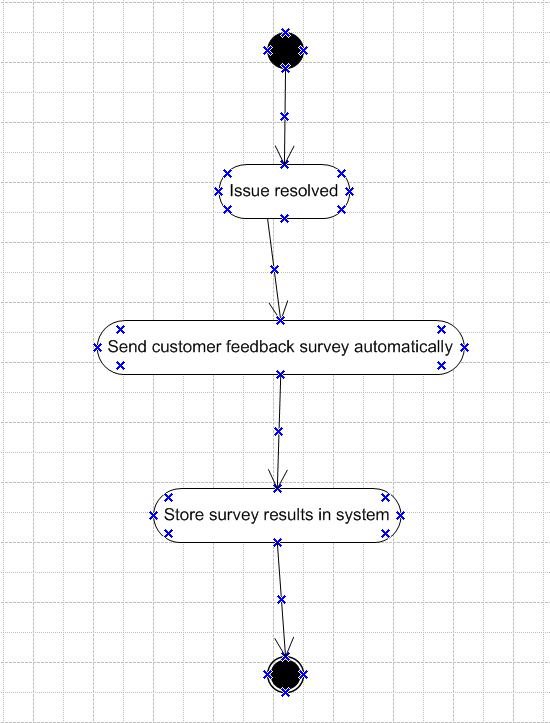 Issue resolved
Send customer feedback survey automatically
Store survey results in system